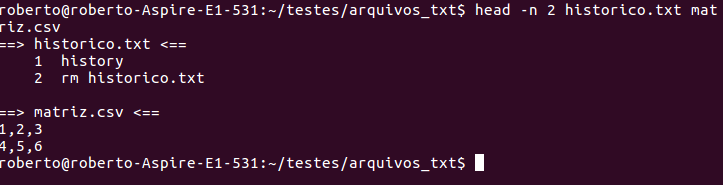 roberto@roberto-Aspire-E1-531:~/testes/arquivos_txt$ head -n 2 historico.txt mat
riz.csv
==> historico.txt <==
    1  history
    2  rm historico.txt

==> matriz.csv <==
1,2,3
4,5,6
roberto@roberto-Aspire-E1-531:~/testes/arquivos_txt$